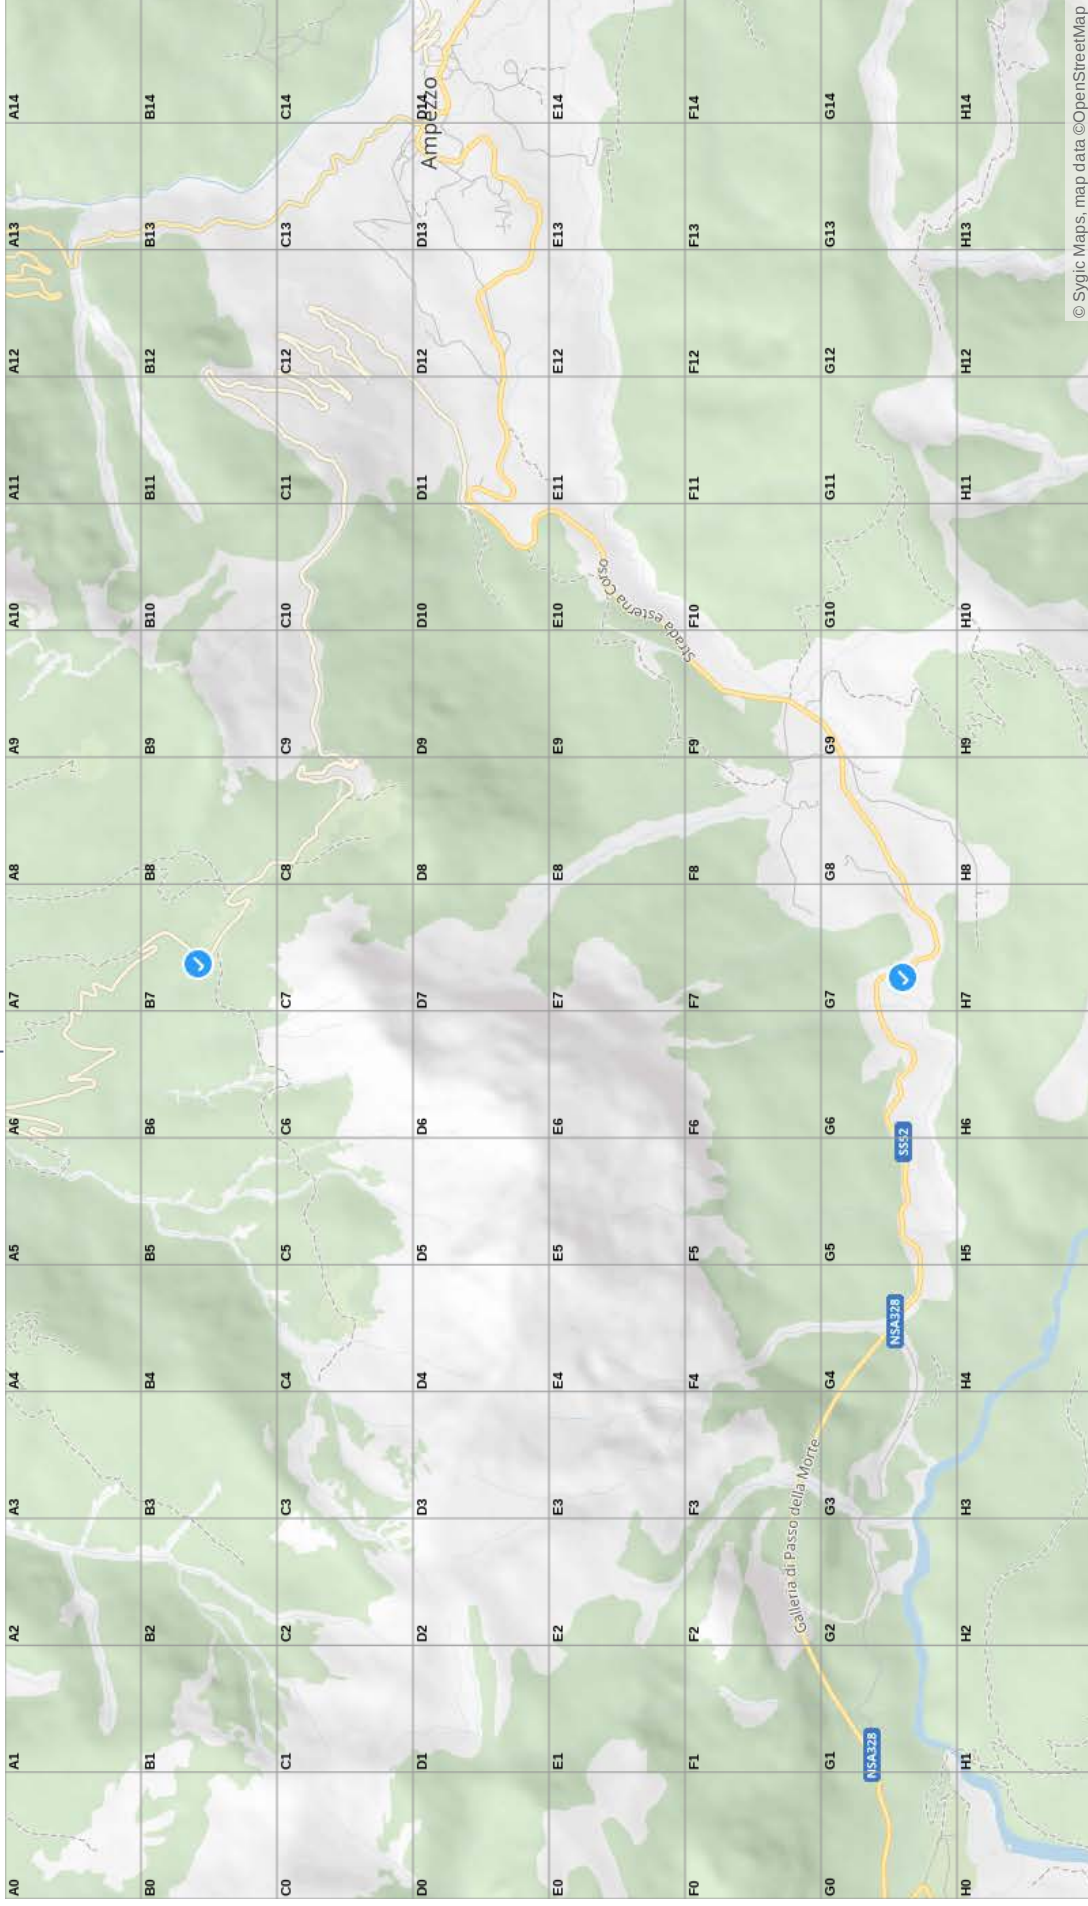 A0 A1 A2 A3 A4 A5 A6 A7 A8 A9 A10 A11 A12 A13 A14
B0 B1 B2 B3 B4 B5 B6 B7 B8 B9 B10 B11 B12 B13 B14
C0 C1 C2 C3 C4 C5 C6 C7 C8 C9 C10 C11 C12 C13 C14
D0 D1 D2 D3 D4 D5 D6 D7 D8 D9 D10 D11 D12 D13 D14
Ampezzo
E0 E1 E2 E3 E4 E5 E6 E7 E8 E9 E10 E11 E12 E13 E14
Strada esterna Corso
F0 F1 F2 F3 F4 F5 F6 F7 F8 F9 F10 F11 F12 F13 F14
Galleria di Passo della Morte
G0 G1 G2 G3 G4 G5 G6 G7 G8 G9 G10 G11 G12 G13 G14
NSA328
NSA328
SS52
H0 H1 H2 H3 H4 H5 H6 H7 H8 H9 H10 H11 H12 H13 H14
© Sygic Maps, map data ©OpenStreetMap